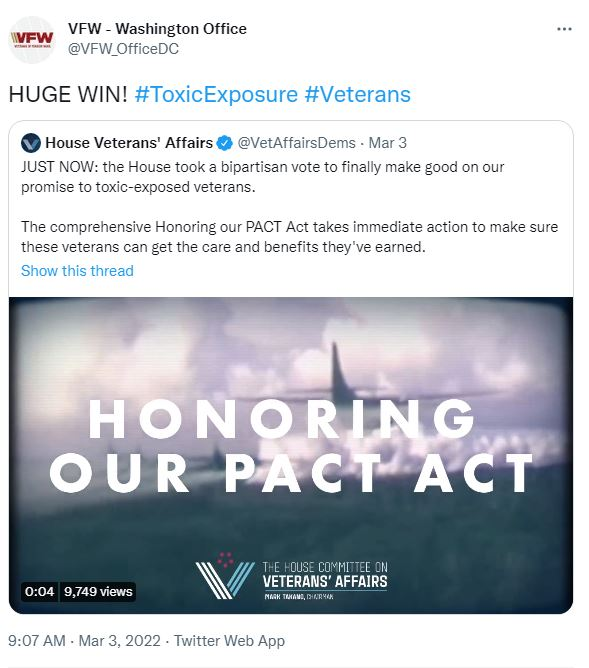 VFW
VFW - Washington Office
@VFW_OfficeDC
HUGE WIN! #ToxicExposure #Veterans
House Veterans' Affairs @VetAffairsDems · Mar 3
JUST NOW: the House took a bipartisan vote to finally make good on our
promise to toxic-exposed veterans.
The comprehensive Honoring our PACT Act takes immediate action to make sure
these veterans can get the care and benefits they've earned.
Show this thread
HONORING
OUR PACT ACT
THE HOUSE COMMITTEE ON
VETERANS' AFFAIRS
MARK TAKANO, CHAIRMAN
0:04 9,749 views
9:07 AM · Mar 3, 2022 · Twitter Web App